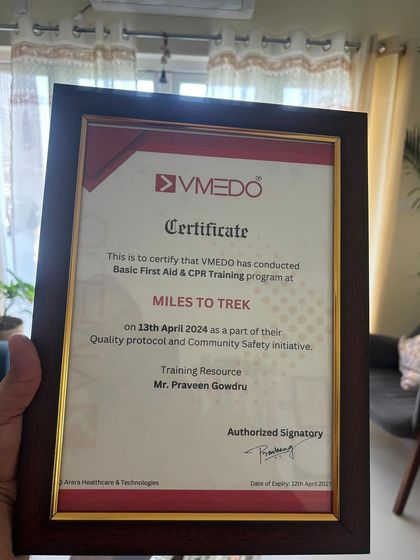 VMEDO®
Certificate
This is to certify that VMEDO has conducted
Basic First Aid & CPR Training program at
MILES TO TREK
on 13th April 2024 as a part of their
Quality protocol and Community Safety initiative.
Training Resource
Mr. Praveen Gowdru
Authorized Signatory
Praveeng
Arera Healthcare & Technologies
Date of Expiry: 12th April 2027